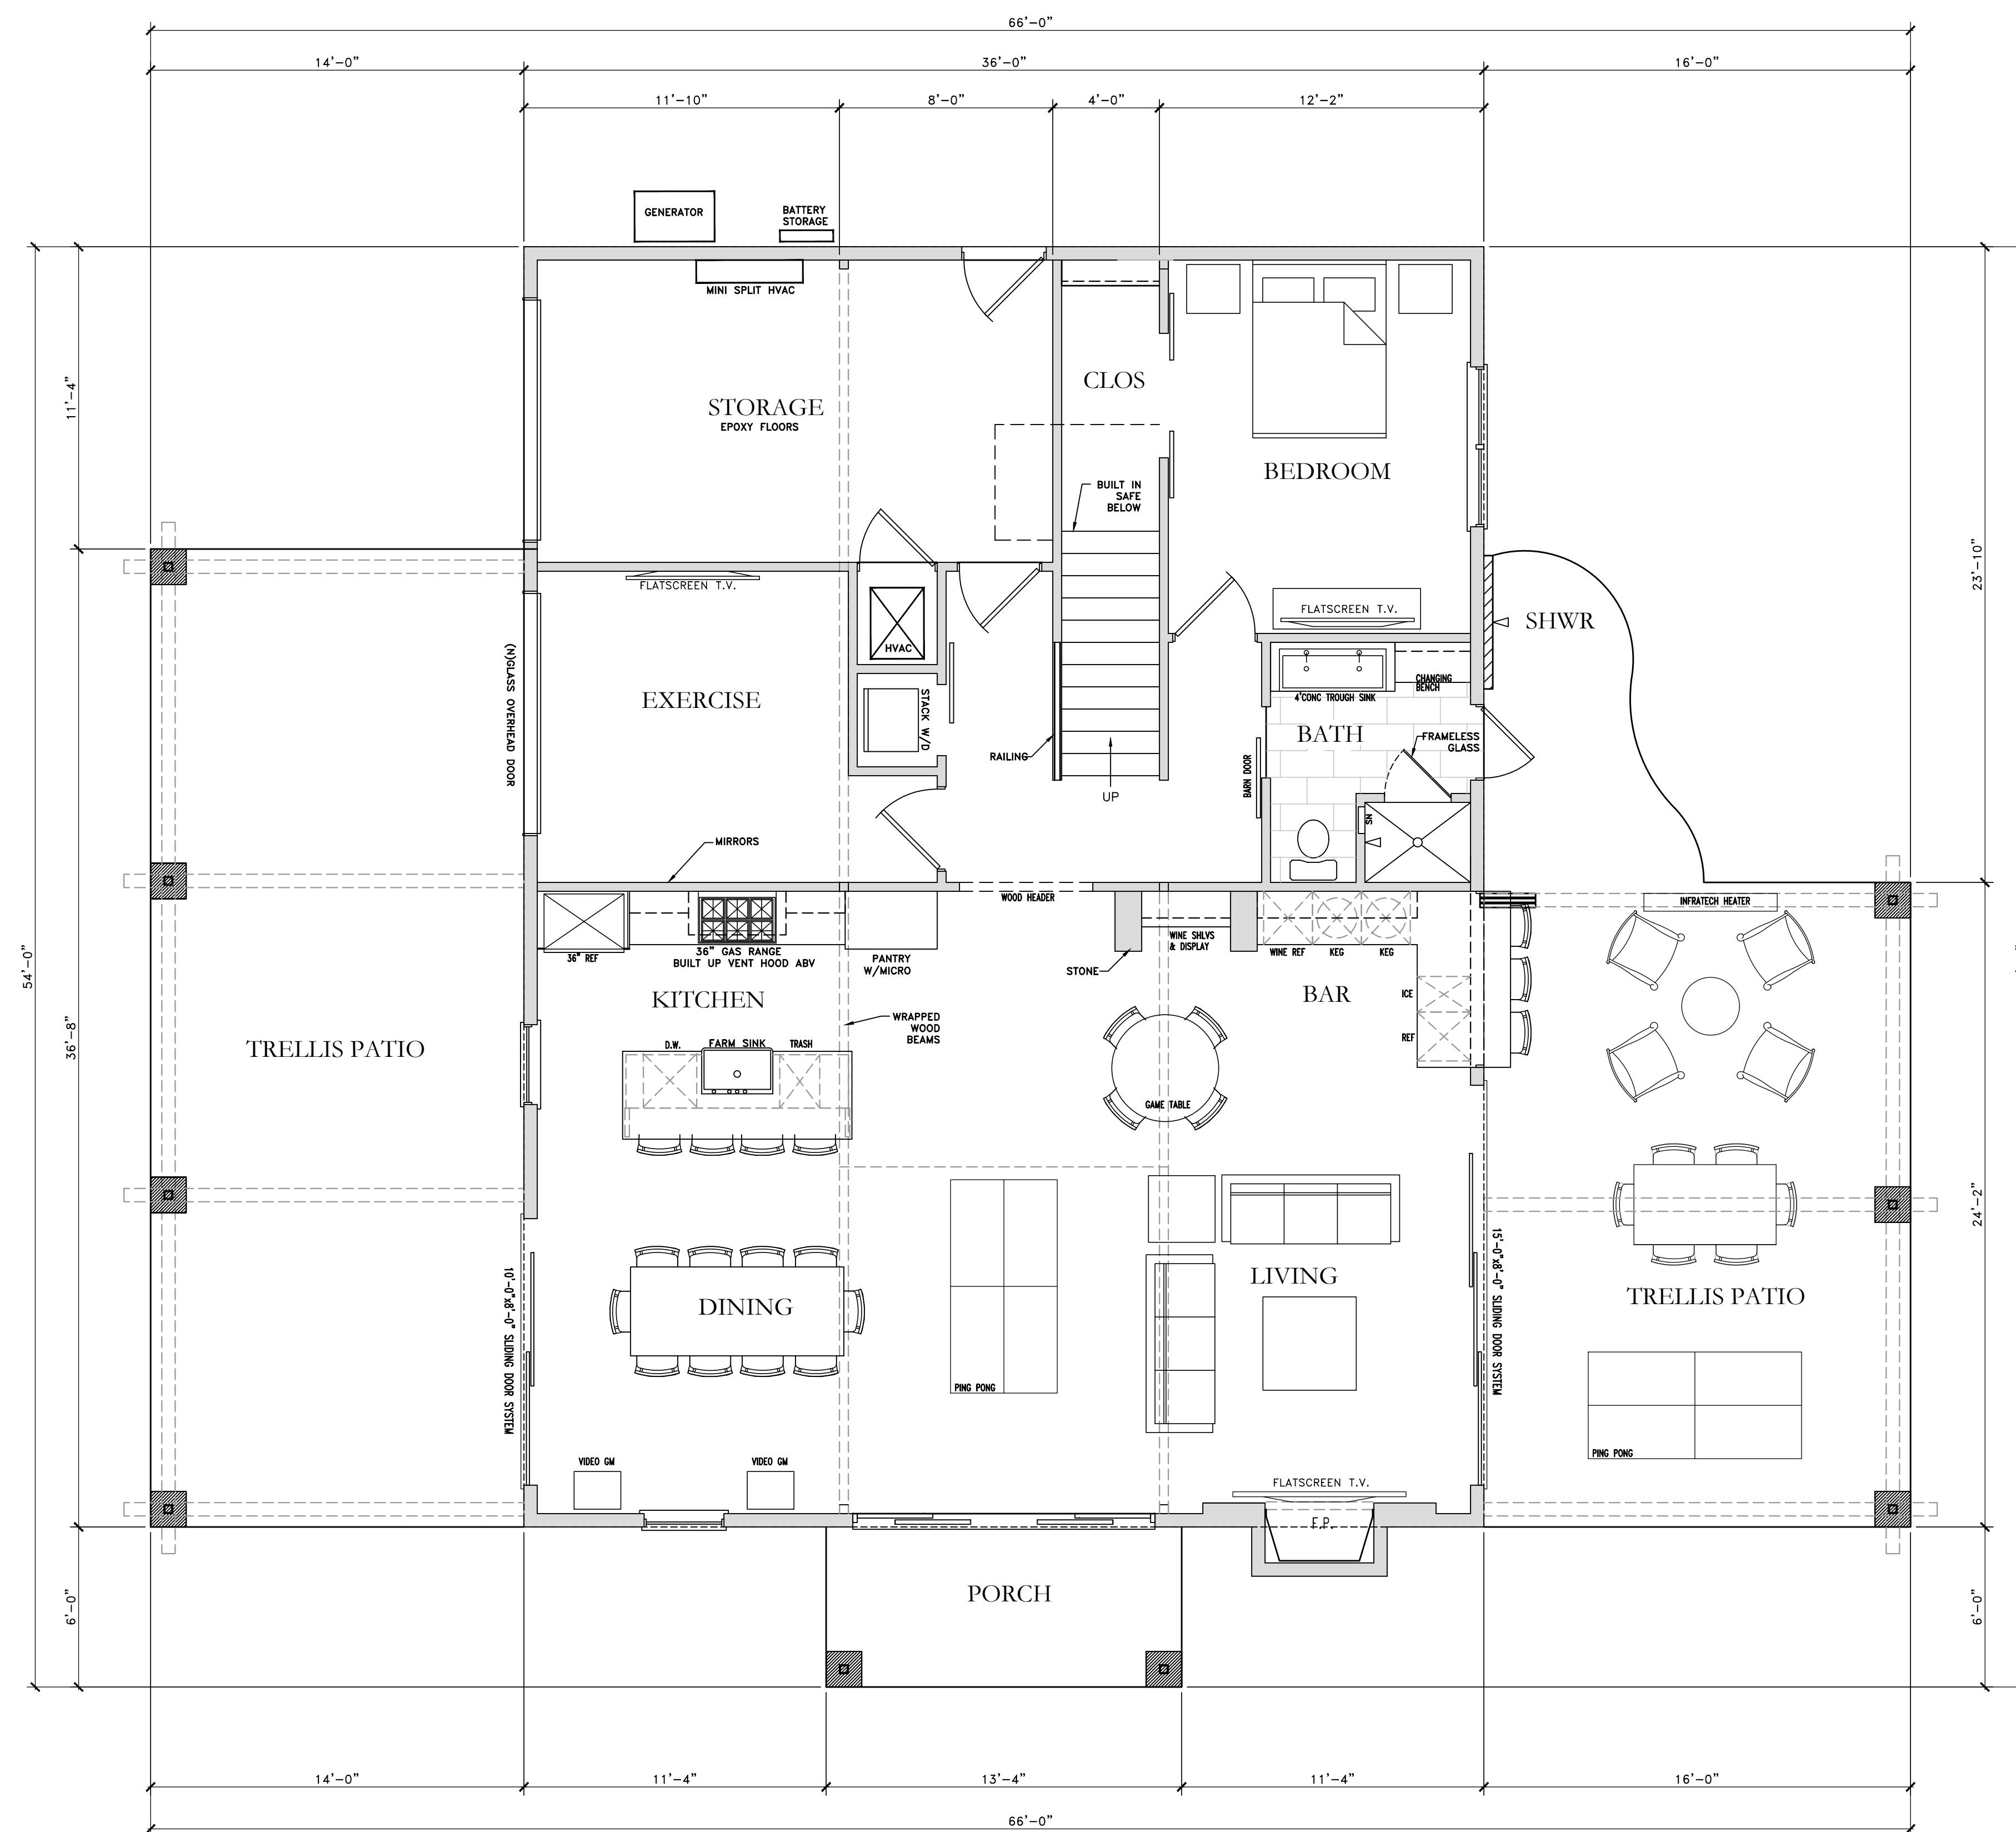 66'-0"
14'-0"
36'-0"
16'-0"
11'-10"
8'-0"
4'-0"
12'-2"
GENERATOR
BATTERY
STORAGE
MINI SPLIT HVAC
11'-4"
CLOS
STORAGE
EPOXY FLOORS
BEDROOM
BUILT IN
SAFE
BELOW
23'-10"
FLATSCREEN T.V.
FLATSCREEN T.V.
SHWR
HVAC
(N)GLASS OVERHEAD DOOR
EXERCISE
STACK W/D
CHANGING
BENCH
4'CONC TROUGH SINK
BATH
FRAMELESS
GLASS
RAILING
BARN DOOR
UP
SN
MIRRORS
WOOD HEADER
INFRATECH HEATER
36" REF
36" GAS RANGE
BUILT UP VENT HOOD ABV
PANTRY
W/MICRO
WINE SHLVS
& DISPLAY
STONE
WINE REF
KEG
KEG
54'-0"
KITCHEN
BAR
ICE
WRAPPED
WOOD
BEAMS
REF
36'-8"
TRELLIS PATIO
D.W.
FARM SINK
TRASH
GAME TABLE
24'-2"
LIVING
15'-0"x8'-0" SLIDING DOOR SYSTEM
TRELLIS PATIO
DINING
10'-0"x8'-0" SLIDING DOOR SYSTEM
PING PONG
PING PONG
VIDEO GM
VIDEO GM
FLATSCREEN T.V.
F.P.
PORCH
6'-0"
6'-0"
14'-0"
11'-4"
13'-4"
11'-4"
16'-0"
66'-0"